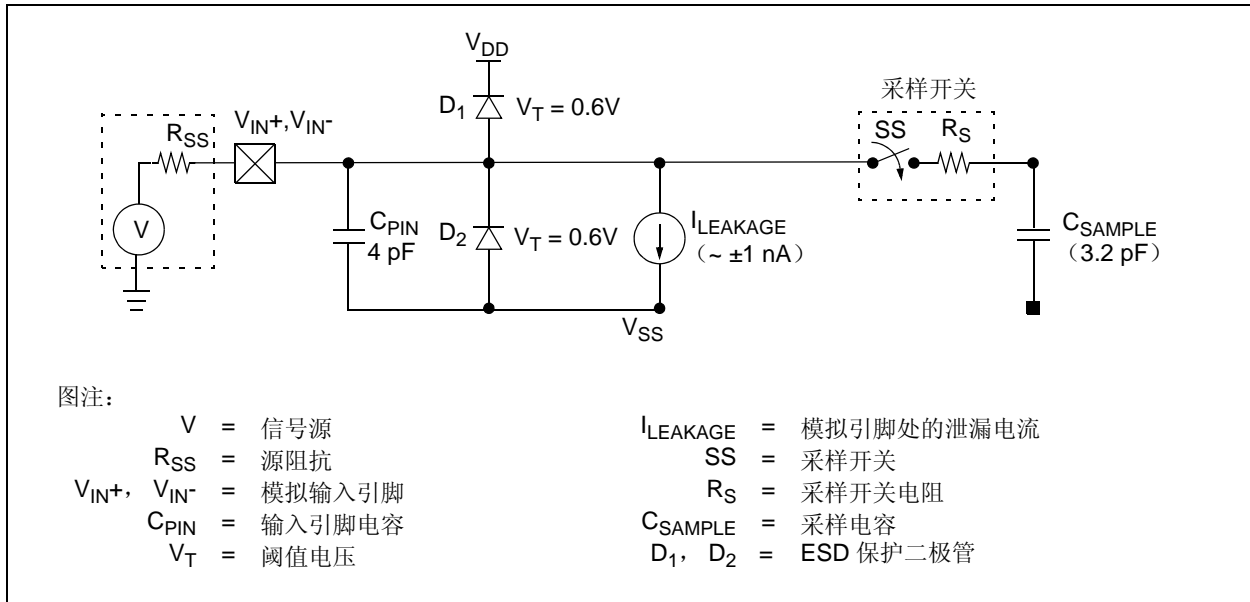 V_DD
采样开关
D_1 V_T = 0.6V
V_IN+,V_IN-
R_SS
SS R_S
V
C_PIN
4 pF
D_2 V_T = 0.6V
I_LEAKAGE
(~ ±1 nA)
C_SAMPLE
(3.2 pF)
V_SS
图注：
V = 信号源
R_SS = 源阻抗
V_IN+， V_IN- = 模拟输入引脚
C_PIN = 输入引脚电容
V_T = 阈值电压
I_LEAKAGE = 模拟引脚处的泄漏电流
SS = 采样开关
R_S = 采样开关电阻
C_SAMPLE = 采样电容
D_1， D_2 = ESD 保护二极管